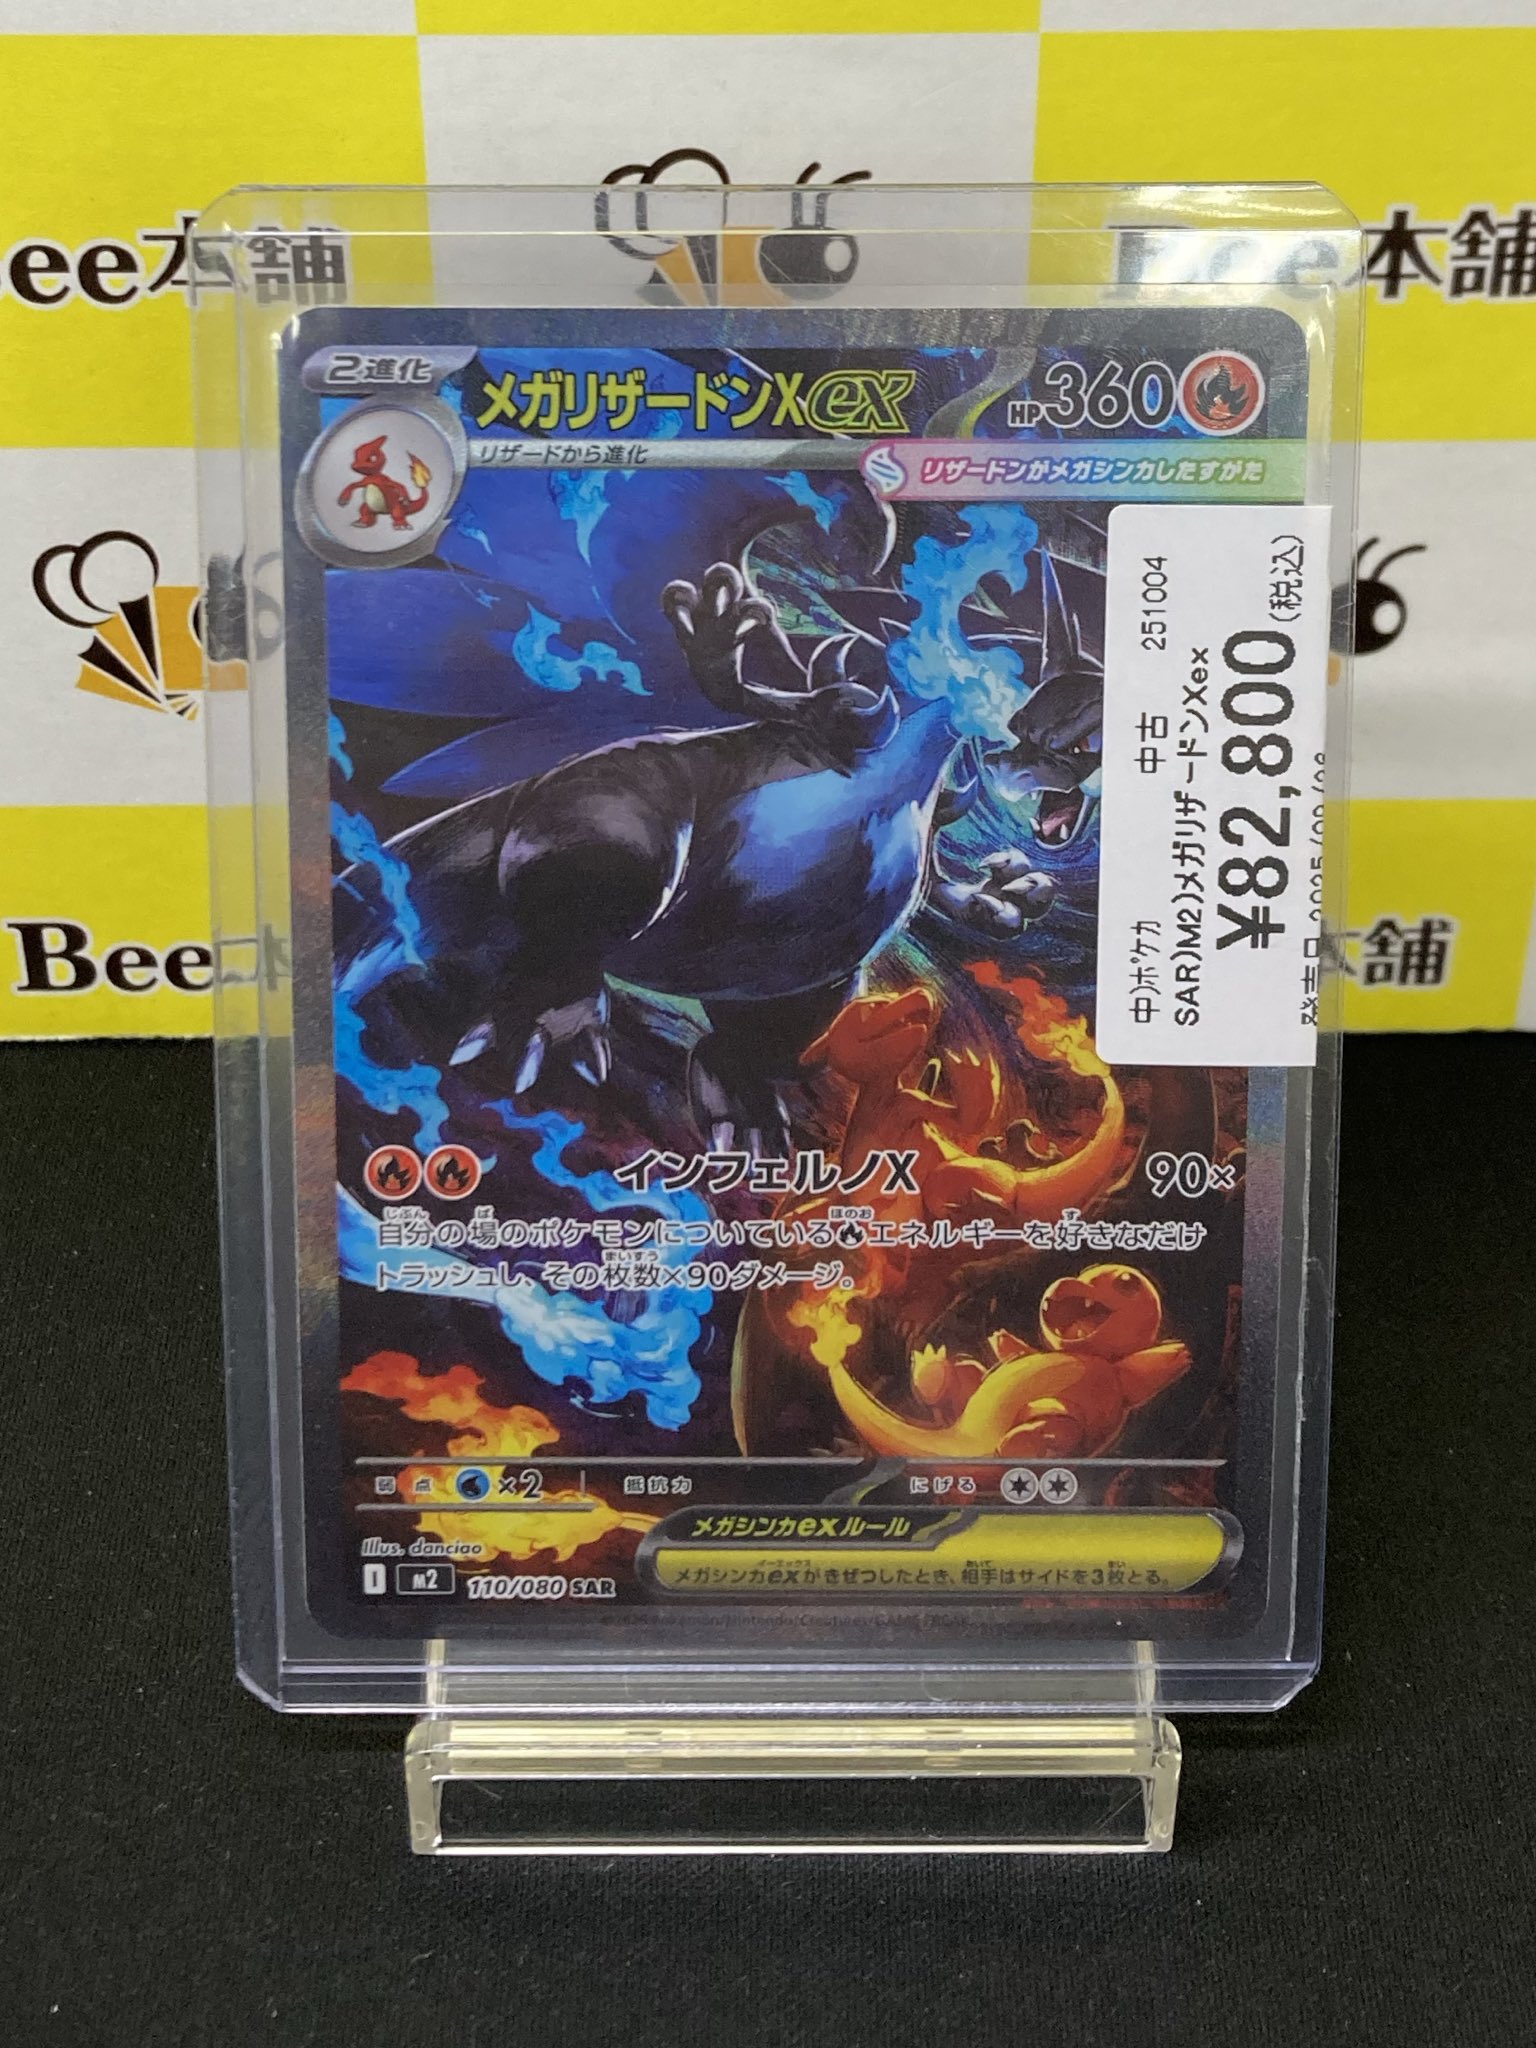 Bee本舗
Bee本舗
2進化
メガリザードンXex
HP360
リザードから進化
リザードンがメガシンカしたすがた
中)ポケカ 中古 251004
SAR)M2)メガリザードンXex
¥82,800(税込)
Bee本
本舗
インフェルノX 90×
自分の場のポケモンについているエネルギーを好きなだけ
トラッシュし、その枚数×90ダメージ。
弱点 ×2 抵抗力 にげる
メガシンカexルール
メガシンカexがきぜつしたとき、相手はサイドを3枚とる。
Illus. danciao
I M2 110/080 SAR